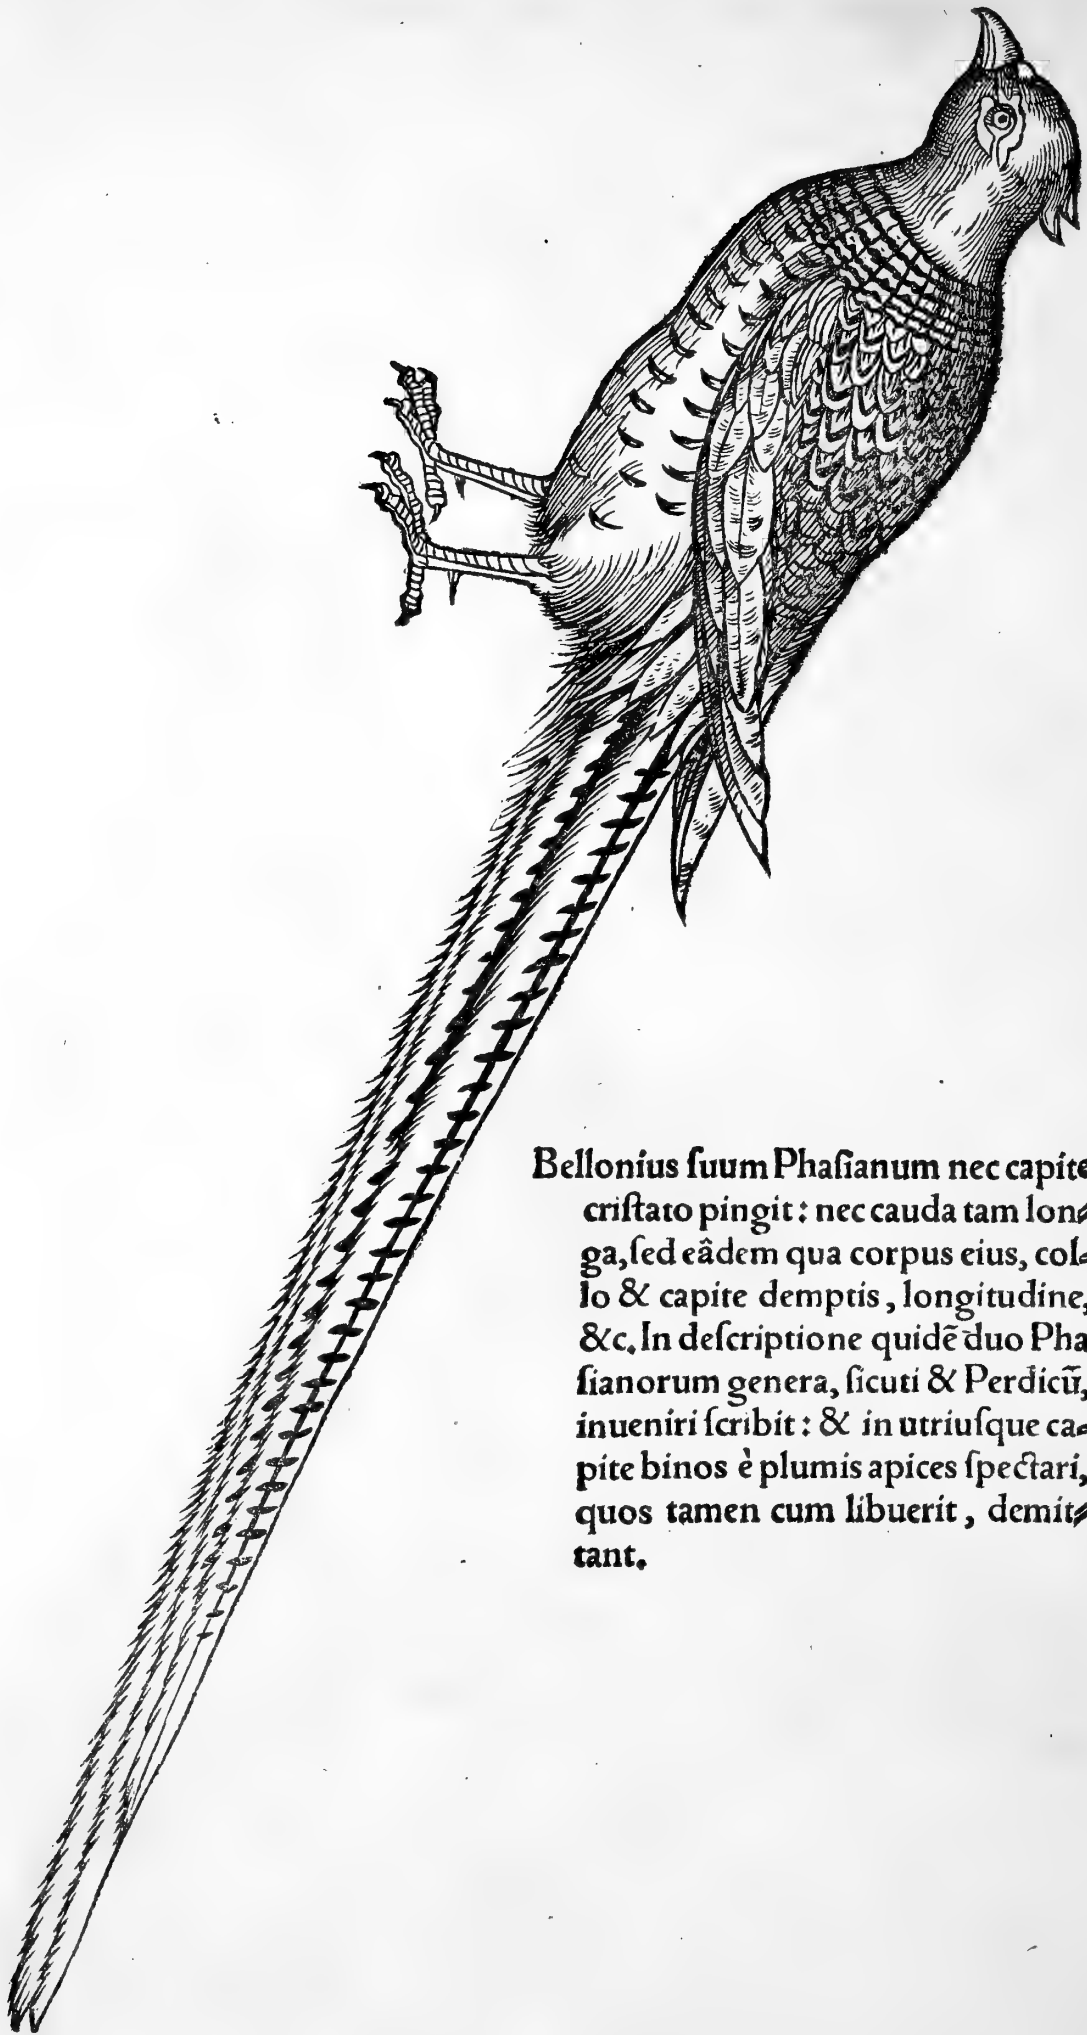 Bellonius ſuum Phaſianum nec capite
criſtato pingit: nec cauda tam lon⸗
ga, ſed eâdem qua corpus eius, col⸗
lo & capite demptis, longitudine,
&c. In deſcriptione quidē duo Pha
ſianorum genera, ſicuti & Perdicũ,
inueniri ſcribit: & in utriuſque ca⸗
pite binos è plumis apices ſpectari,
quos tamen cum libuerit, demit⸗
tant.